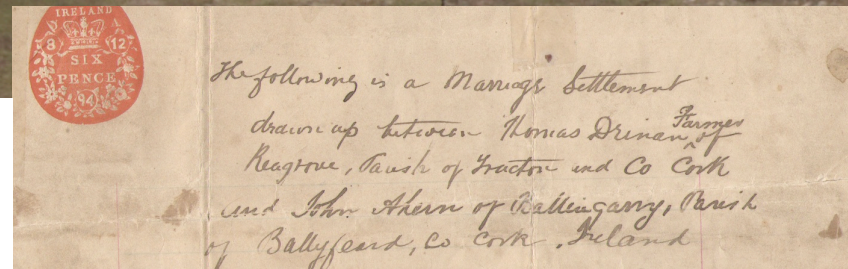 IRELAND
8 12
SIX
PENCE
94
The following is a Marriage Settlement
drawn up between Thomas Drinan Farmer of
Reagrove, Parish of Tracton and Co Cork
and John Ahern of Ballingarry, Parish
of Ballyfeard, Co Cork. Ireland